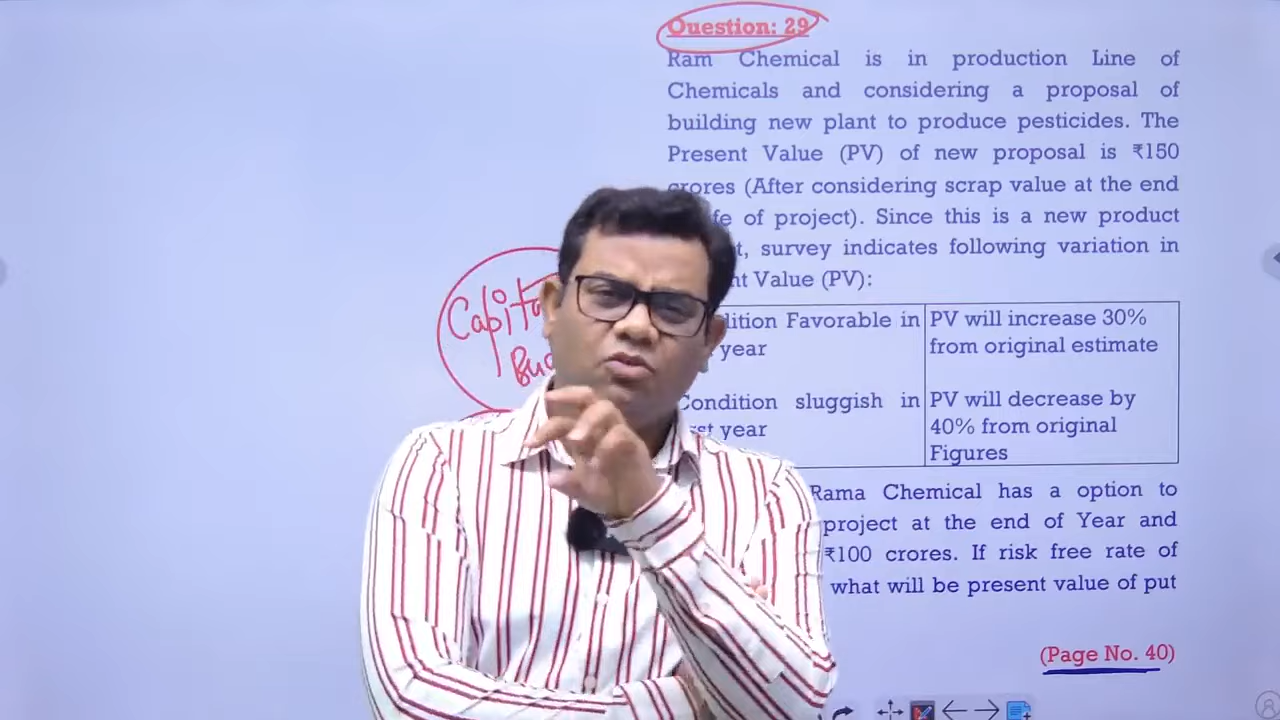 Question: 29
Ram Chemical is in production Line of
Chemicals and considering a proposal of
building new plant to produce pesticides. The
Present Value (PV) of new proposal is ₹150
crores (After considering scrap value at the end
of project). Since this is a new product
survey indicates following variation in
Value (PV):
Favorable in
year
PV will increase 30%
from original estimate
Condition sluggish in
year
PV will decrease by
40% from original
Figures
Rama Chemical has a option to
project at the end of Year and
₹100 crores. If risk free rate of
what will be present value of put
(Page No. 40)